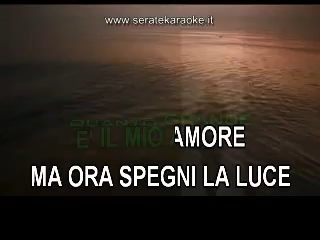 www.seratekaraoke.it
E' IL MIO AMORE
MA ORA SPEGNI LA LUCE